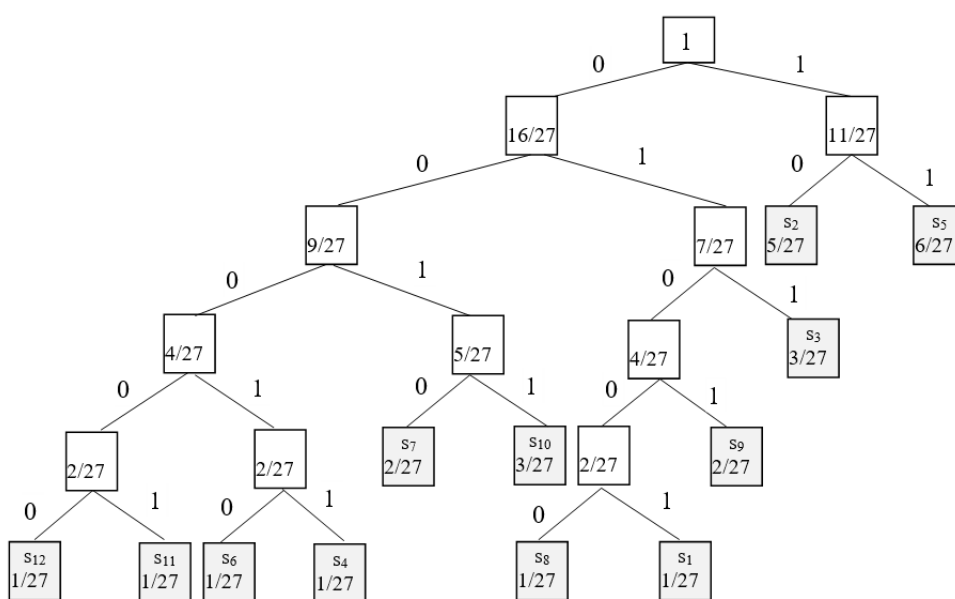 1
0 1
16/27 11/27
0 1 0 1
9/27 7/27 s₂ 5/27 s₅ 6/27
0 1 0 1
4/27 5/27 4/27 s₃ 3/27
0 1 0 1 0 1
2/27 2/27 s₇ 2/27 s₁₀ 3/27 2/27 s₉ 2/27
0 1 0 1 0 1
s₁₂ 1/27 s₁₁ 1/27 s₆ 1/27 s₄ 1/27 s₈ 1/27 s₁ 1/27